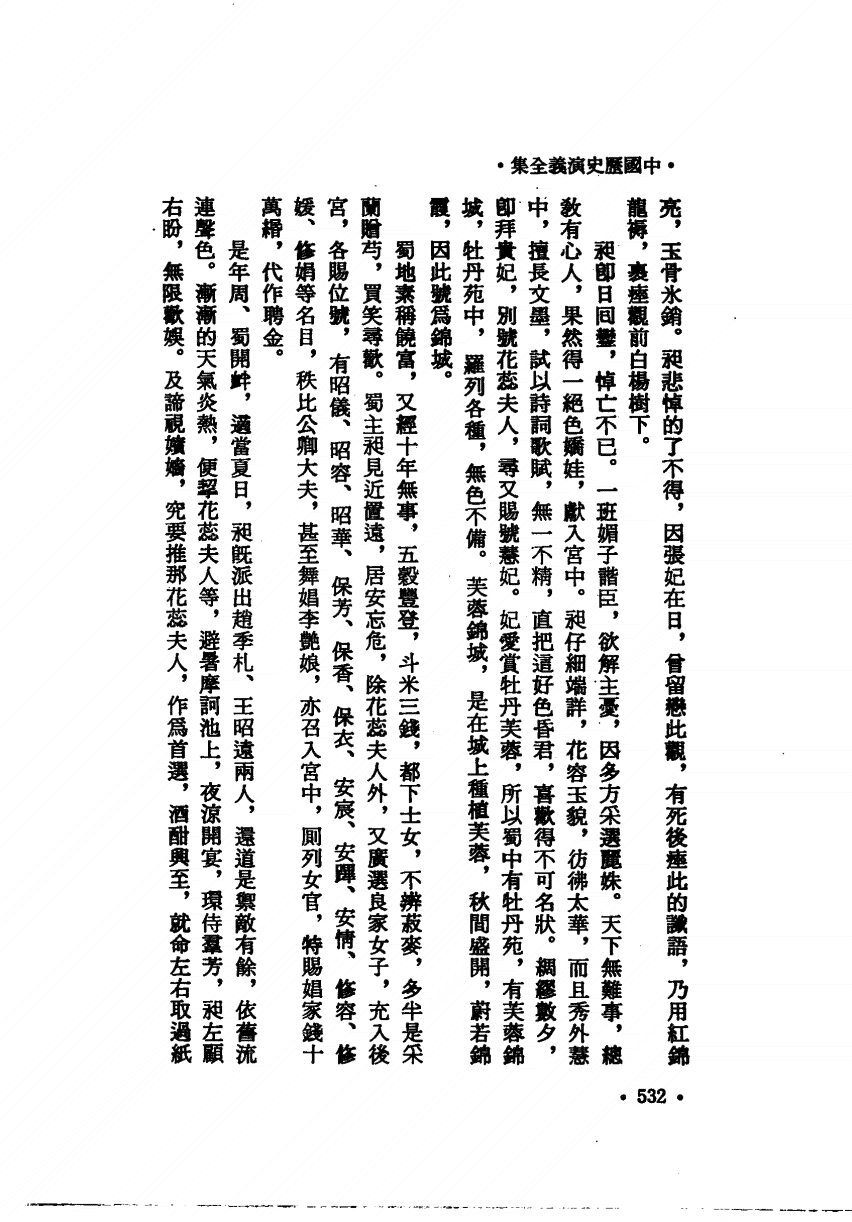 •中國歷史演義全集•
亮，玉骨氷銷。昶悲悼的了不得，因張妃在日，曾留戀此觀，有死後瘞此的讖語，乃用紅錦
龍褥，裹瘞觀前白楊樹下。
昶卽日回鑾，悼亡不已。一班媚子諧臣，欲解主憂，因多方采選麗姝。天下無難事，總
敎有心人，果然得一絕色嬌娃，獻入宮中。昶仔細端詳，花容玉貌，彷彿太華，而且秀外慧
中，擅長文墨，試以詩詞歌賦，無一不精，直把這好色昏君，喜歡得不可名狀。綢繆數夕，
卽拜貴妃，別號花蕊夫人，尋又賜號慧妃。妃愛賞牡丹芙蓉，所以蜀中有牡丹苑，有芙蓉錦
城，牡丹苑中，羅列各種，無色不備。芙蓉錦城，是在城上種植芙蓉，秋間盛開，蔚若錦
霞，因此號爲錦城。
蜀地素稱饒富，又經十年無事，五穀豐登，斗米三錢，都下士女，不辨菽麥，多半是采
蘭贈芍，買笑尋歡。蜀主昶見近置遠，居安忘危，除花蕊夫人外，又廣選良家女子，充入後
宮，各賜位號，有昭儀、昭容、昭華、保芳、保香、保衣、安宸、安蹕、安情、修容、修
媛、修娟等名目，秩比公卿大夫，甚至舞娼李艷娘，亦召入宮中，厠列女官，特賜娼家錢十
萬緡，代作聘金。
是年周、蜀開衅，適當夏日，昶旣派出趙季札、王昭遠兩人，還道是禦敵有餘，依舊流
連聲色。漸漸的天氣炎熱，便挈花蕊夫人等，避暑摩訶池上，夜涼開宴，環侍羣芳，昶左顧
右盼，無限歡娛。及諦視嬪嬙，究要推那花蕊夫人，作爲首選，酒酣興至，就命左右取過紙
•532•